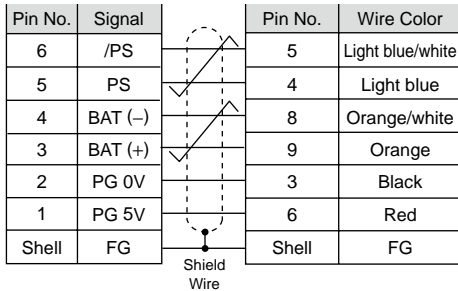 Pin No. Signal Pin No. Wire Color
6 /PS 5 Light blue/white
5 PS 4 Light blue
4 BAT (−) 8 Orange/white
3 BAT (+) 9 Orange
2 PG 0V 3 Black
1 PG 5V 6 Red
Shell FG Shell FG
Shield
Wire